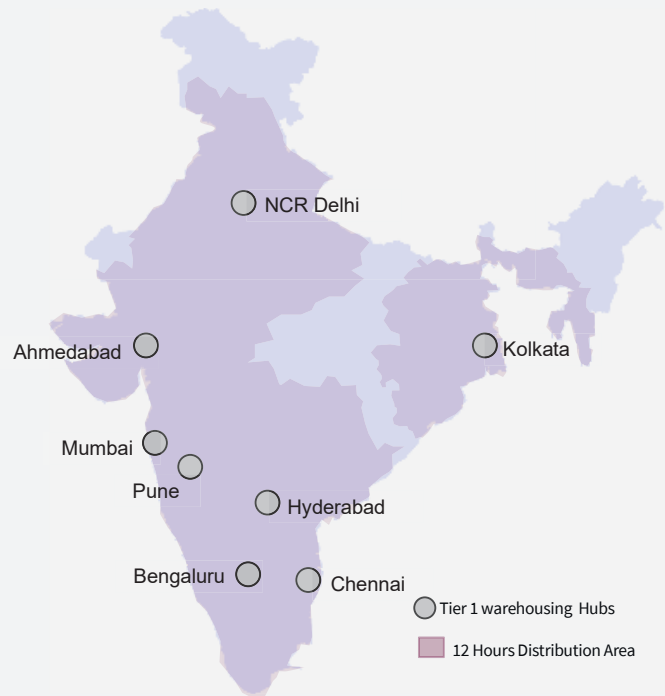 NCR Delhi
Ahmedabad
Kolkata
Mumbai
Pune
Hyderabad
Bengaluru
Chennai
Tier 1 warehousing Hubs
12 Hours Distribution Area